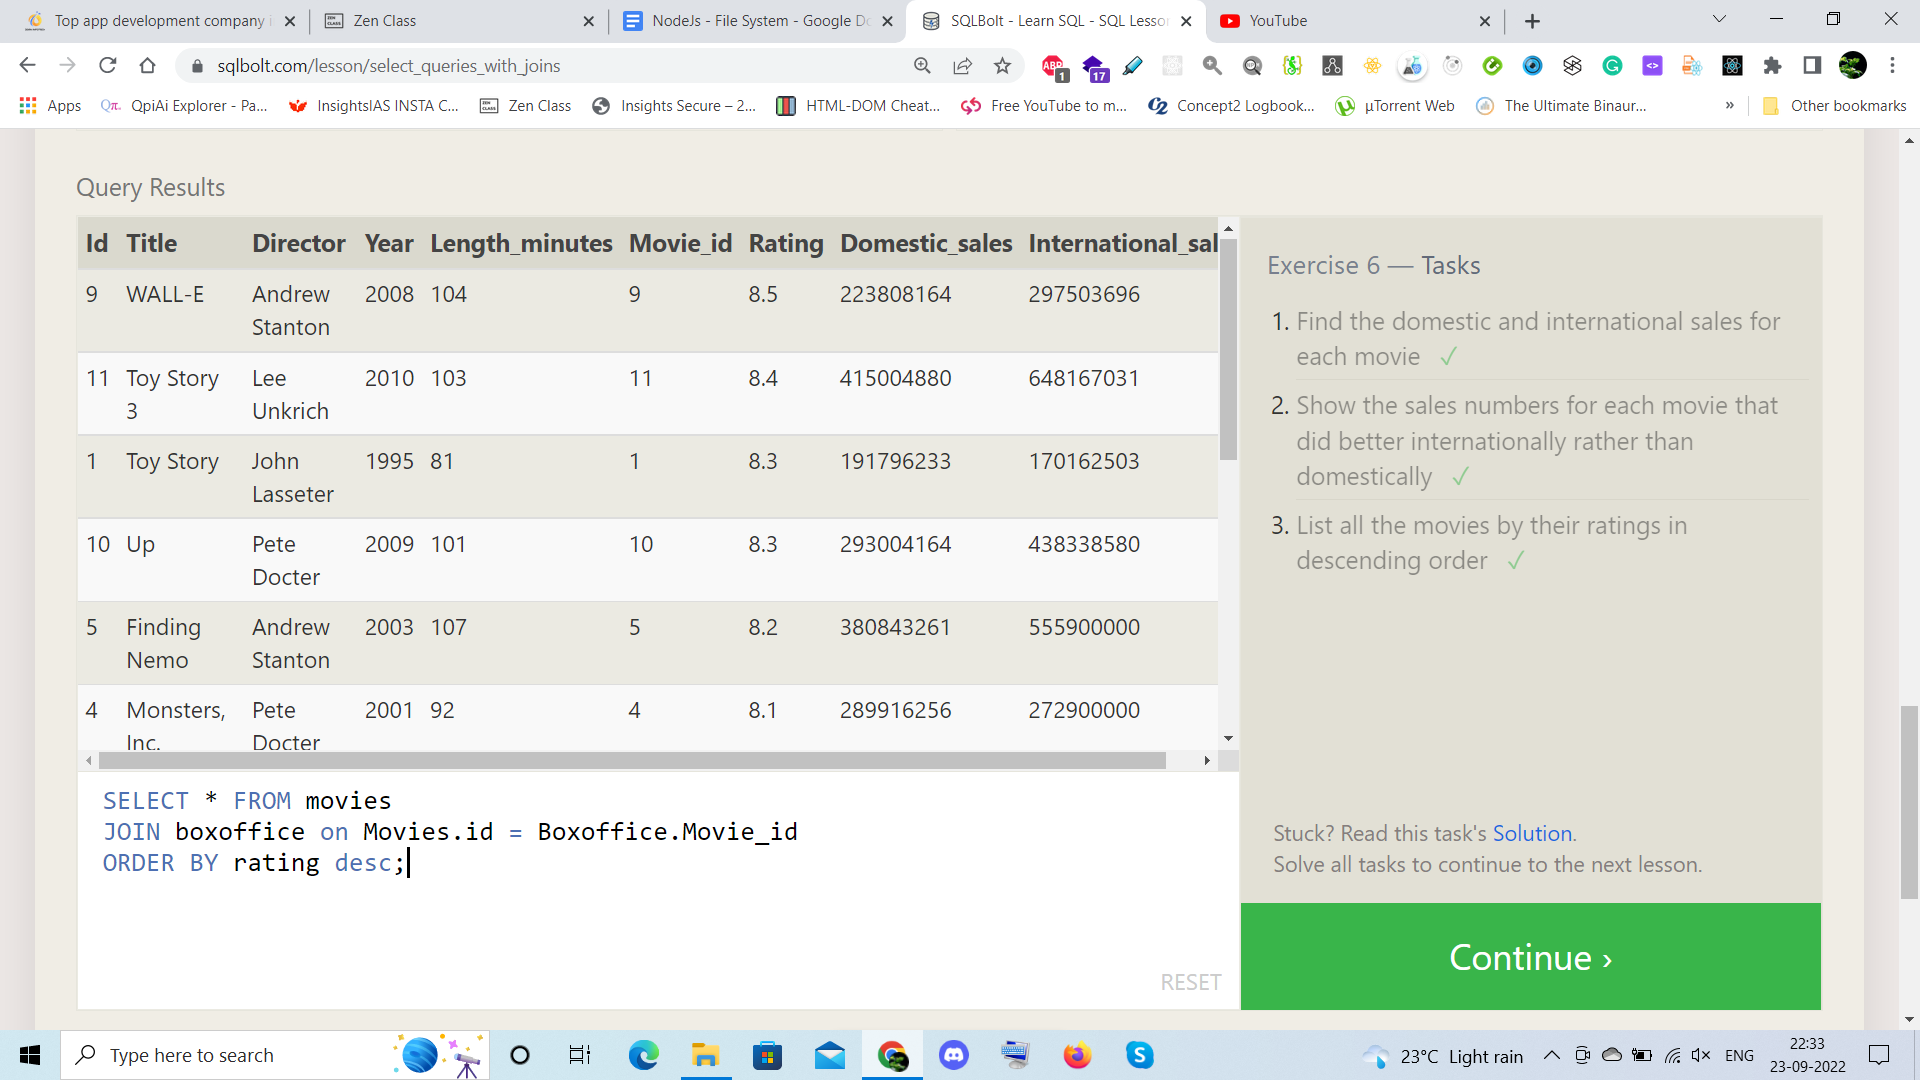 Top app development company i
Zen Class
NodeJs - File System - Google Do
SQLBolt - Learn SQL - SQL Lesson
YouTube
sqlbolt.com/lesson/select_queries_with_joins
ABP
1
17
Apps
Qπ. QpiAi Explorer - Pa...
InsightsIAS INSTA C...
Zen Class
Insights Secure – 2...
HTML-DOM Cheat...
Free YouTube to m...
Concept2 Logbook...
µTorrent Web
The Ultimate Binaur...
»
Other bookmarks
Query Results
Id Title Director Year Length_minutes Movie_id Rating Domestic_sales International_sal
9 WALL-E Andrew Stanton 2008 104 9 8.5 223808164 297503696
11 Toy Story 3 Lee Unkrich 2010 103 11 8.4 415004880 648167031
1 Toy Story John Lasseter 1995 81 1 8.3 191796233 170162503
10 Up Pete Docter 2009 101 10 8.3 293004164 438338580
5 Finding Nemo Andrew Stanton 2003 107 5 8.2 380843261 555900000
4 Monsters, Inc. Pete Docter 2001 92 4 8.1 289916256 272900000
SELECT * FROM movies
JOIN boxoffice on Movies.id = Boxoffice.Movie_id
ORDER BY rating desc;
RESET
Exercise 6 — Tasks
1. Find the domestic and international sales for
each movie ✓
2. Show the sales numbers for each movie that
did better internationally rather than
domestically ✓
3. List all the movies by their ratings in
descending order ✓
Stuck? Read this task's Solution.
Solve all tasks to continue to the next lesson.
Continue ›
Type here to search
23°C Light rain
ENG
22:33
23-09-2022